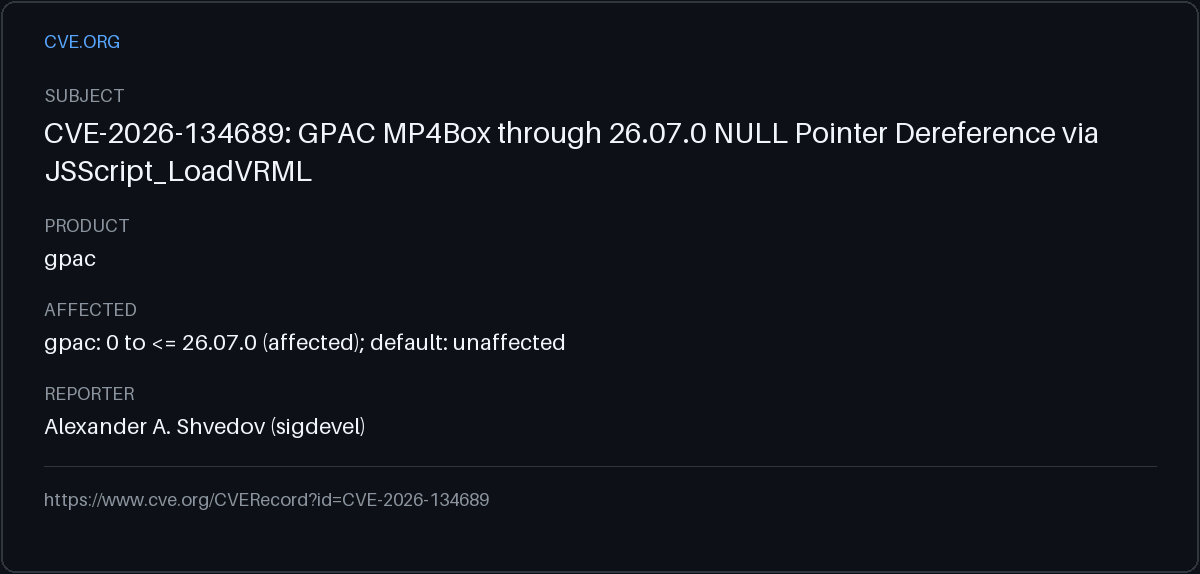 CVE.ORG
SUBJECT
CVE-2026-134689: GPAC MP4Box through 26.07.0 NULL Pointer Dereference via
JSScript_LoadVRML
PRODUCT
gpac
AFFECTED
gpac: 0 to <= 26.07.0 (affected); default: unaffected
REPORTER
Alexander A. Shvedov (sigdevel)
https://www.cve.org/CVERecord?id=CVE-2026-134689